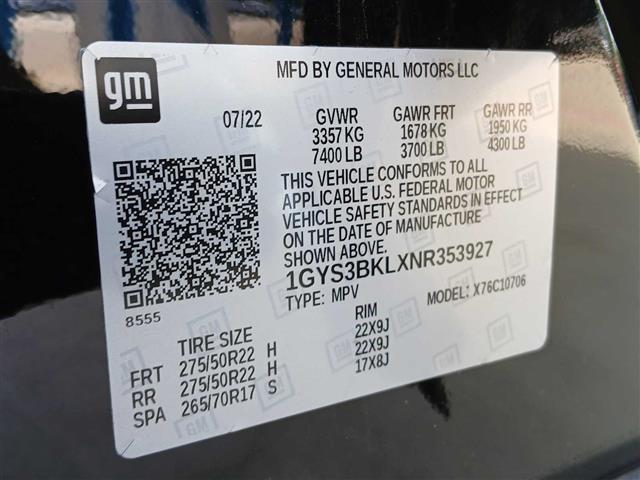 gm
MFD BY GENERAL MOTORS LLC
07/22 GVWR GAWR FRT GAWR RR
3357 KG 1678 KG 1950 KG
7400 LB 3700 LB 4300 LB
THIS VEHICLE CONFORMS TO ALL
APPLICABLE U.S. FEDERAL MOTOR
VEHICLE SAFETY STANDARDS IN EFFECT
ON THE DATE OF MANUFACTURE
SHOWN ABOVE.
1GYS3BKLXNR353927
TYPE: MPV MODEL: X76C10706
8555
TIRE SIZE RIM
FRT 275/50R22 H 22X9J
RR 275/50R22 H 22X9J
SPA 265/70R17 S 17X8J